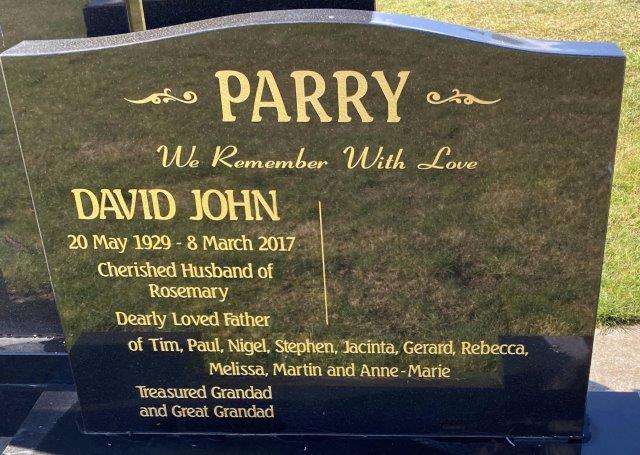 PARRY
We Remember With Love
DAVID JOHN
20 May 1929 - 8 March 2017
Cherished Husband of
Rosemary
Dearly Loved Father
of Tim, Paul, Nigel, Stephen, Jacinta, Gerard, Rebecca,
Melissa, Martin and Anne-Marie
Treasured Grandad
and Great Grandad